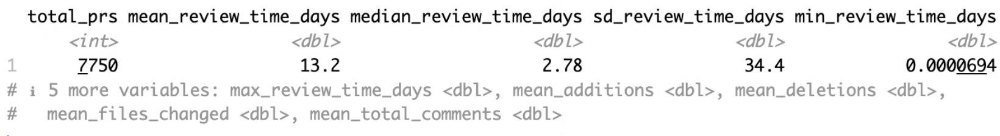 total_prs mean_review_time_days median_review_time_days sd_review_time_days min_review_time_days
<int> <dbl> <dbl> <dbl> <dbl>
1 7750 13.2 2.78 34.4 0.0000694
# ℹ 5 more variables: max_review_time_days <dbl>, mean_additions <dbl>, mean_deletions <dbl>,
# mean_files_changed <dbl>, mean_total_comments <dbl>